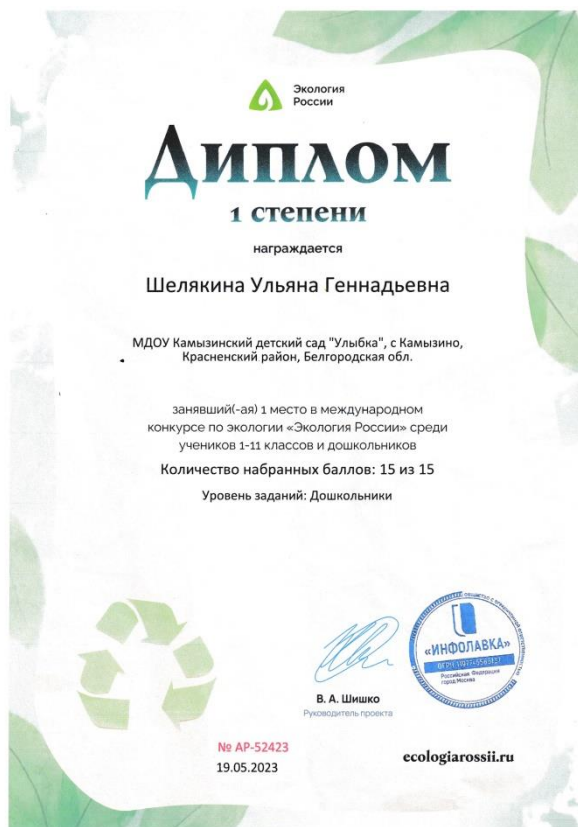 Экология
России
Диплом
1 степени
награждается
Шелякина Ульяна Геннадьевна
МДОУ Камызинский детский сад "Улыбка", с Камызино,
Красненский район, Белгородская обл.
занявший(-ая) 1 место в международном
конкурсе по экологии «Экология России» среди
учеников 1-11 классов и дошкольников
Количество набранных баллов: 15 из 15
Уровень заданий: Дошкольники
«ИНФОЛАВКА»
Российская Федерация
город Москва
В. А. Шишко
Руководитель проекта
№ АР-52423
19.05.2023
ecologiarossii.ru